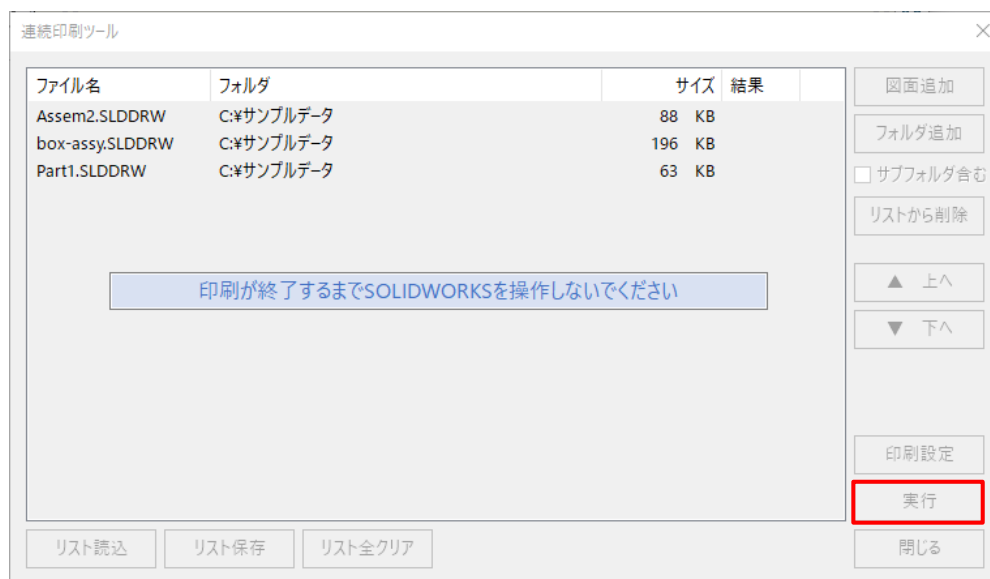 連続印刷ツール
ファイル名 フォルダ サイズ 結果
Assem2.SLDDRW C:¥サンプルデータ 88 KB
box-assy.SLDDRW C:¥サンプルデータ 196 KB
Part1.SLDDRW C:¥サンプルデータ 63 KB
印刷が終了するまでSOLIDWORKSを操作しないでください
図面追加
フォルダ追加
サブフォルダ含む
リストから削除
▲ 上へ
▼ 下へ
印刷設定
実行
リスト読込 リスト保存 リスト全クリア 閉じる